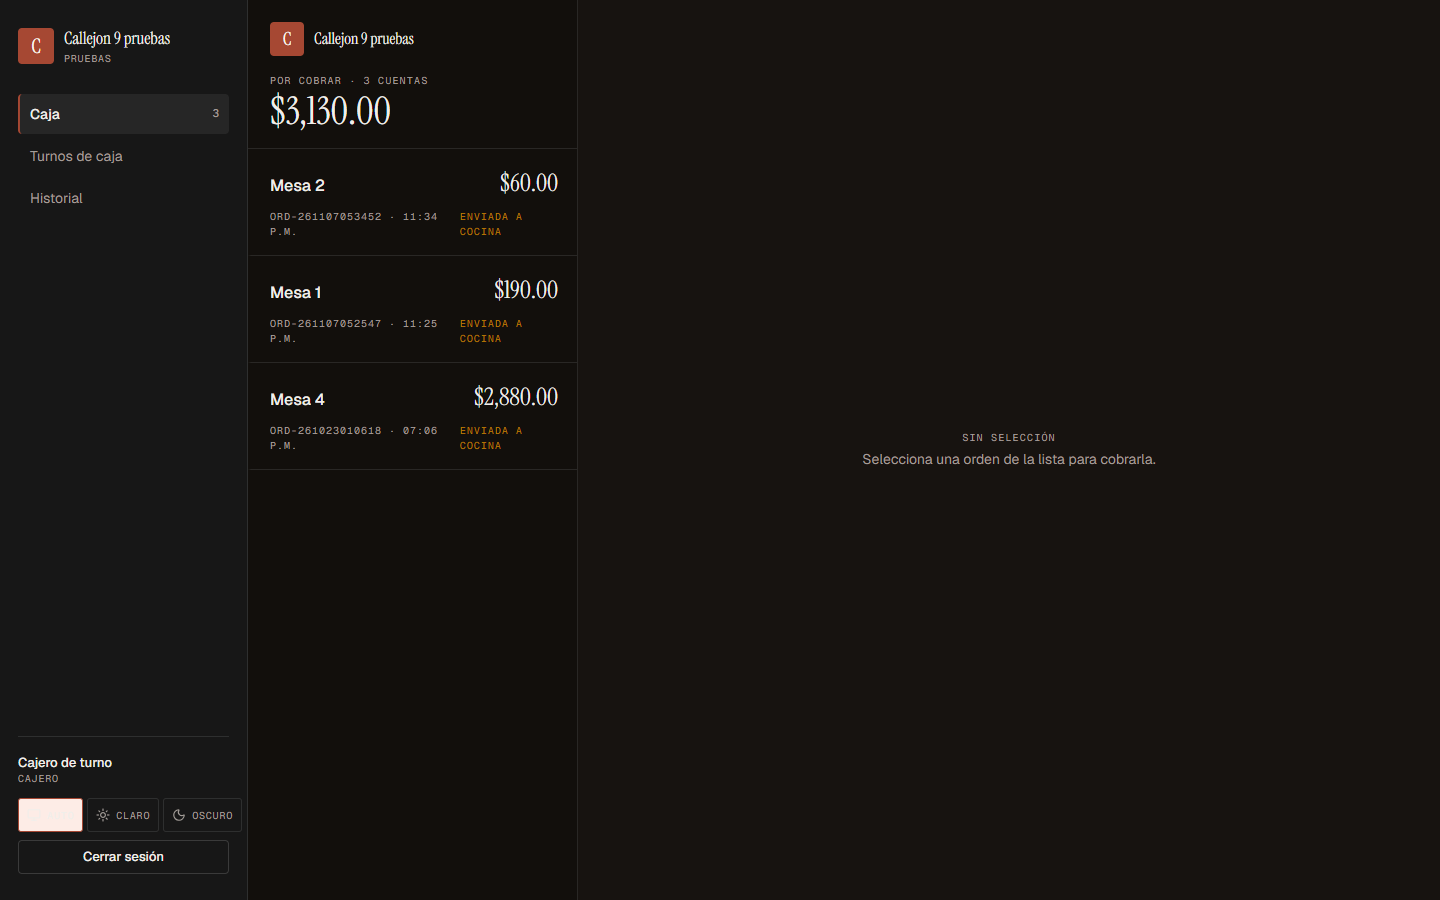 C
Callejon 9 pruebas
PRUEBAS
Caja 3
Turnos de caja
Historial
Cajero de turno
CAJERO
CLARO
OSCURO
Cerrar sesión
C
Callejon 9 pruebas
POR COBRAR · 3 CUENTAS
$3,130.00
Mesa 2 $60.00
ORD-261107053452 · 11:34 P.M.
ENVIADA A COCINA
Mesa 1 $190.00
ORD-261107052547 · 11:25 P.M.
ENVIADA A COCINA
Mesa 4 $2,880.00
ORD-261023010618 · 07:06 P.M.
ENVIADA A COCINA
SIN SELECCIÓN
Selecciona una orden de la lista para cobrarla.